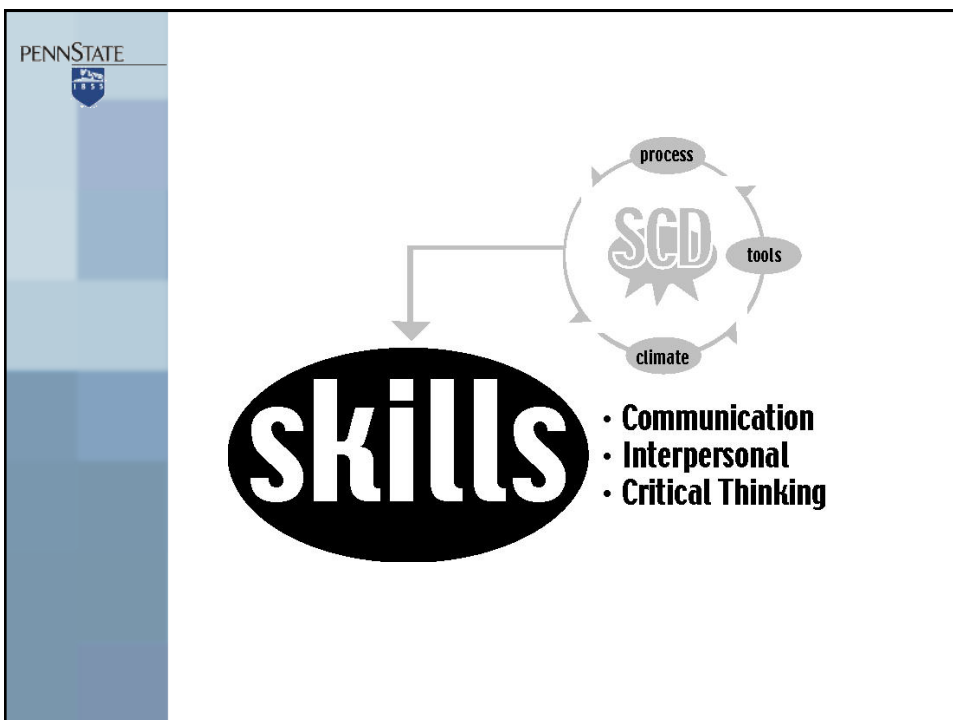 PENNSTATE
1855
process
SCD
tools
climate
skills
· Communication
· Interpersonal
· Critical Thinking